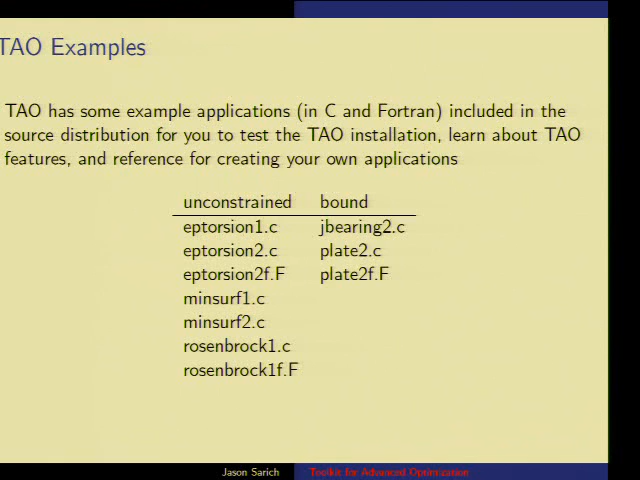 TAO Examples
TAO has some example applications (in C and Fortran) included in the
source distribution for you to test the TAO installation, learn about TAO
features, and reference for creating your own applications
unconstrained bound
eptorsion1.c jbearing2.c
eptorsion2.c plate2.c
eptorsion2f.F plate2f.F
minsurf1.c
minsurf2.c
rosenbrock1.c
rosenbrock1f.F
Jason Sarich Toolkit for Advanced Optimization